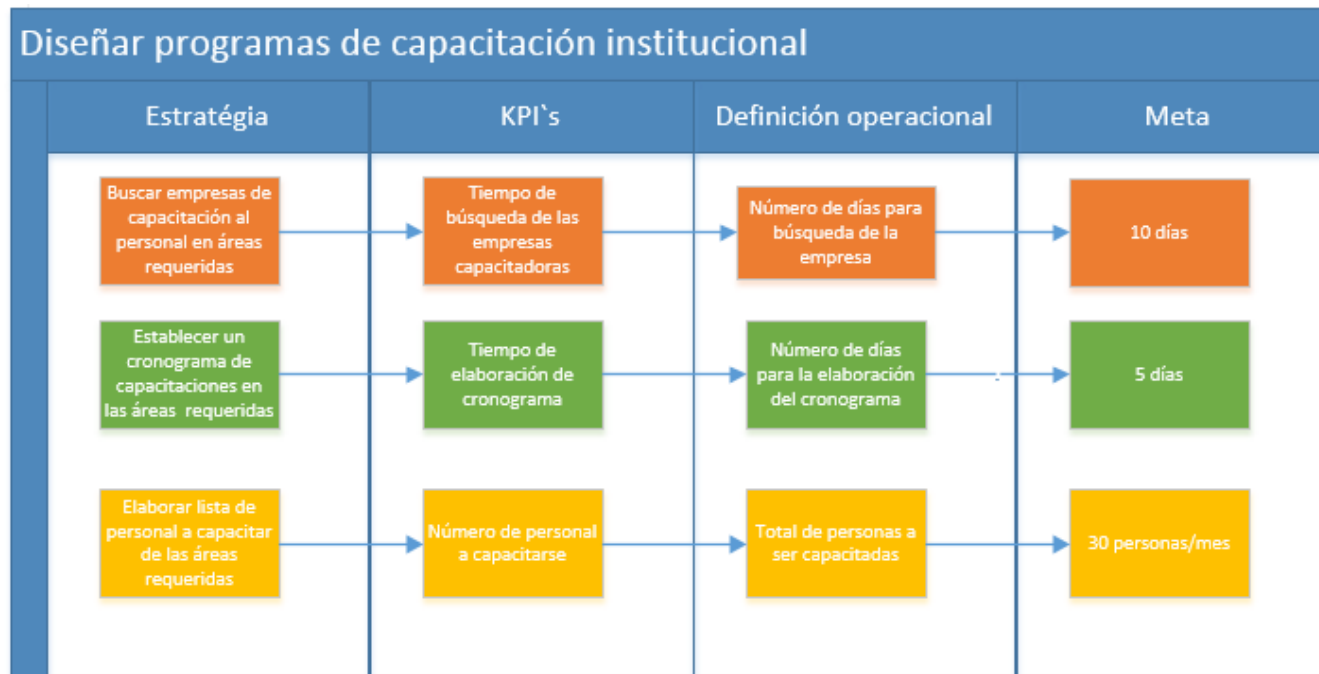 Diseñar programas de capacitación institucional
Estratégia
KPI`s
Definición operacional
Meta
Buscar empresas de
capacitación al
personal en áreas
requeridas
Tiempo de
búsqueda de las
empresas
capacitadoras
Número de días para
búsqueda de la
empresa
10 días
Establecer un
cronograma de
capacitaciones en
las áreas requeridas
Tiempo de
elaboración de
cronograma
Número de días
para la elaboración
del cronograma
5 días
Elaborar lista de
personal a capacitar
de las áreas
requeridas
Número de personal
a capacitarse
Total de personas a
ser capacitadas
30 personas/mes